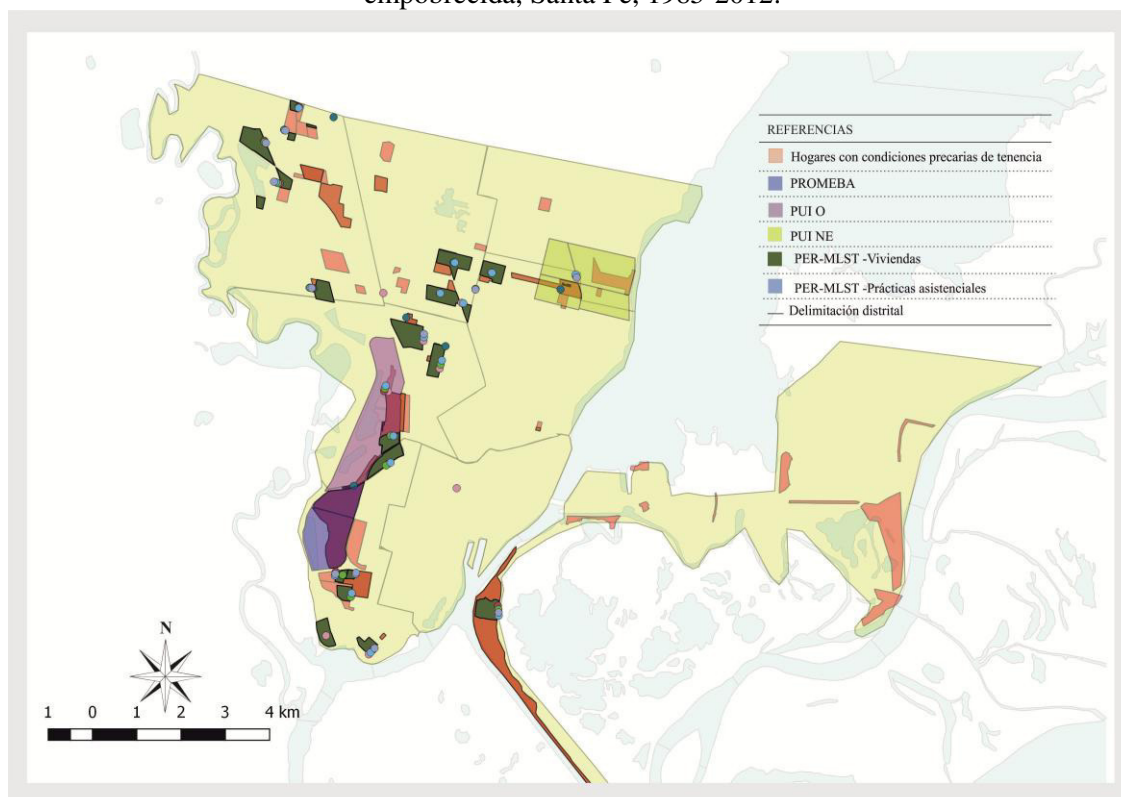 empobrecida, Santa Fe, 1983-2012.
REFERENCIAS
Hogares con condiciones precarias de tenencia
PROMEBA
PUI O
PUI NE
PER-MLST -Viviendas
PER-MLST -Prácticas asistenciales
Delimitación distrital
N
1 0 1 2 3 4 km